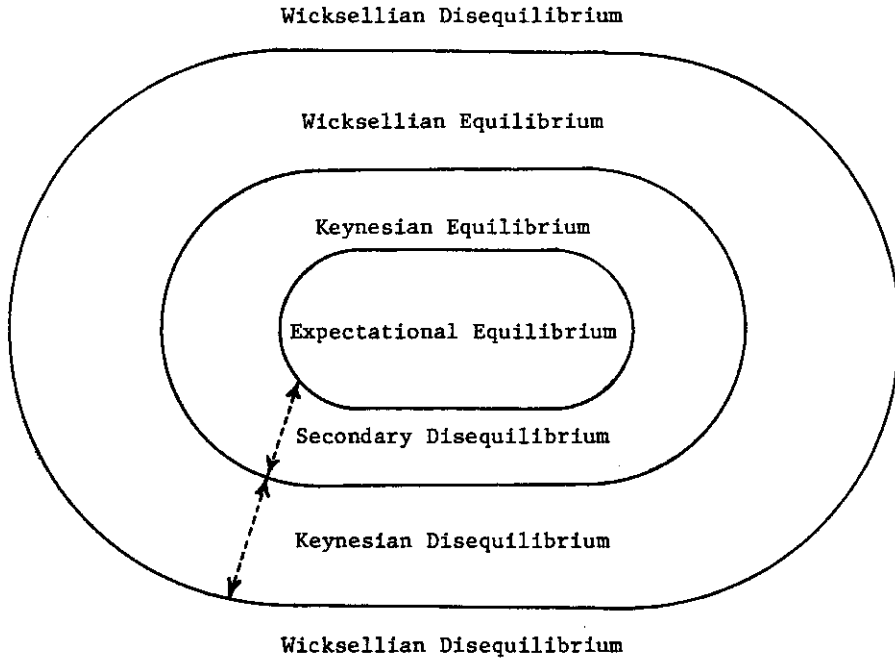 Wicksellian Disequilibrium
Wicksellian Equilibrium
Keynesian Equilibrium
Expectational Equilibrium
Secondary Disequilibrium
Keynesian Disequilibrium
Wicksellian Disequilibrium